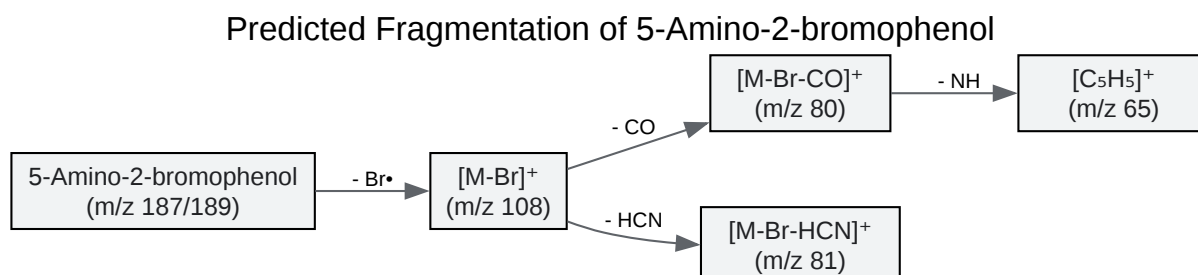 Predicted Fragmentation of 5-Amino-2-bromophenol
5-Amino-2-bromophenol
(m/z 187/189)
- Br•
[M-Br]⁺
(m/z 108)
- CO
[M-Br-CO]⁺
(m/z 80)
- NH
[C₅H₅]⁺
(m/z 65)
- HCN
[M-Br-HCN]⁺
(m/z 81)